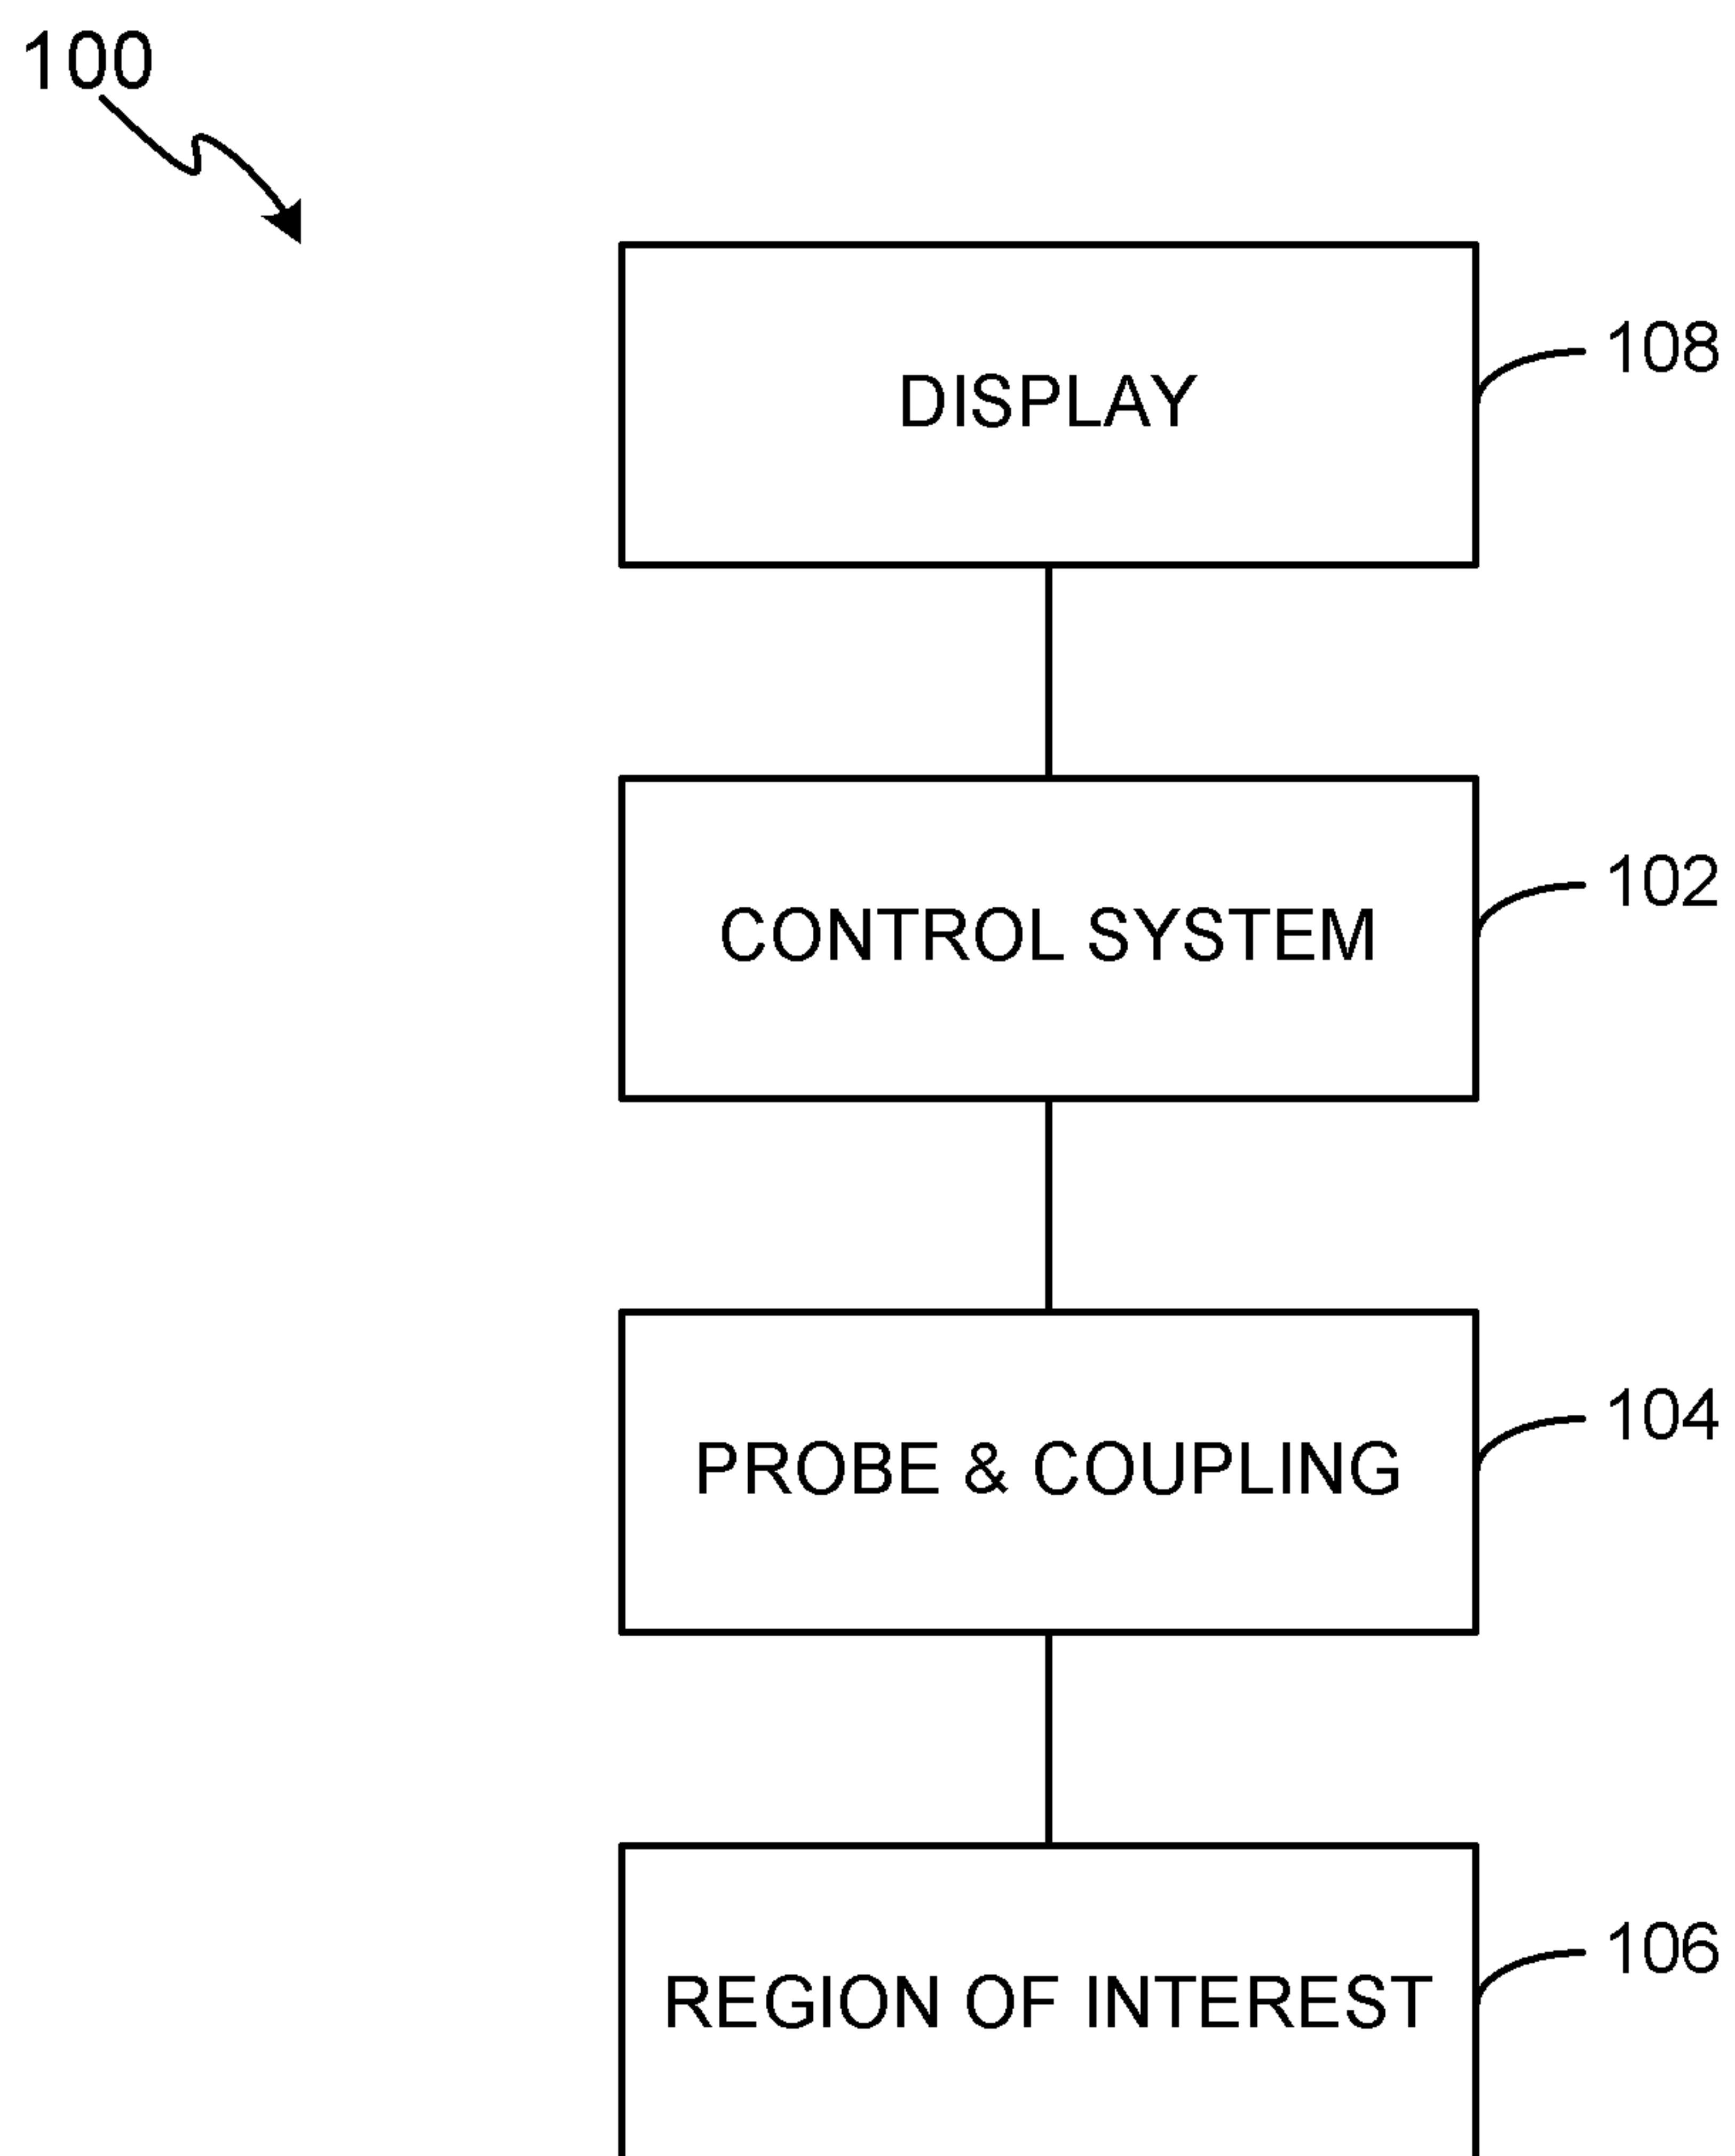 100
DISPLAY
108
CONTROL SYSTEM
102
PROBE & COUPLING
104
REGION OF INTEREST
106